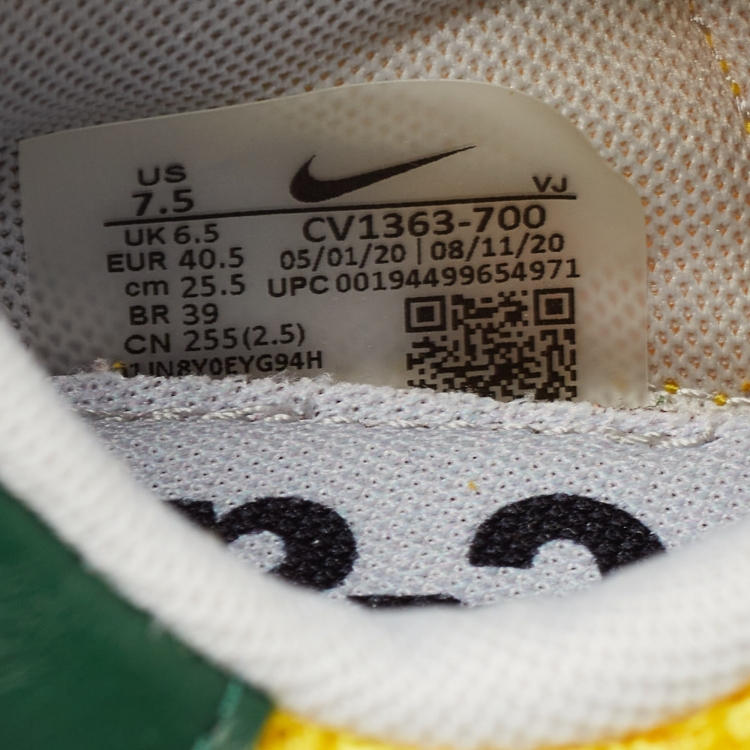 US
7.5
VJ
UK 6.5
EUR 40.5
cm 25.5
BR 39
CN 255(2.5)
CV1363-700
05/01/20 | 08/11/20
UPC 00194499654971